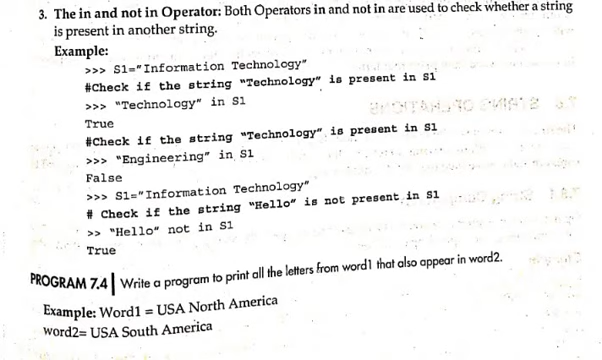 3. The in and not in Operator: Both Operators in and not in are used to check whether a string
is present in another string.
Example:
>>> S1="Information Technology"
#Check if the string "Technology" is present in S1
>>> "Technology" in S1
True
#Check if the string "Technology" is present in S1
>>> "Engineering" in S1
False
>>> S1="Information Technology"
# Check if the string "Hello" is not present in S1
>> "Hello" not in S1
True
PROGRAM 7.4 | Write a program to print all the letters from word1 that also appear in word2.
Example: Word1 = USA North America
word2= USA South America